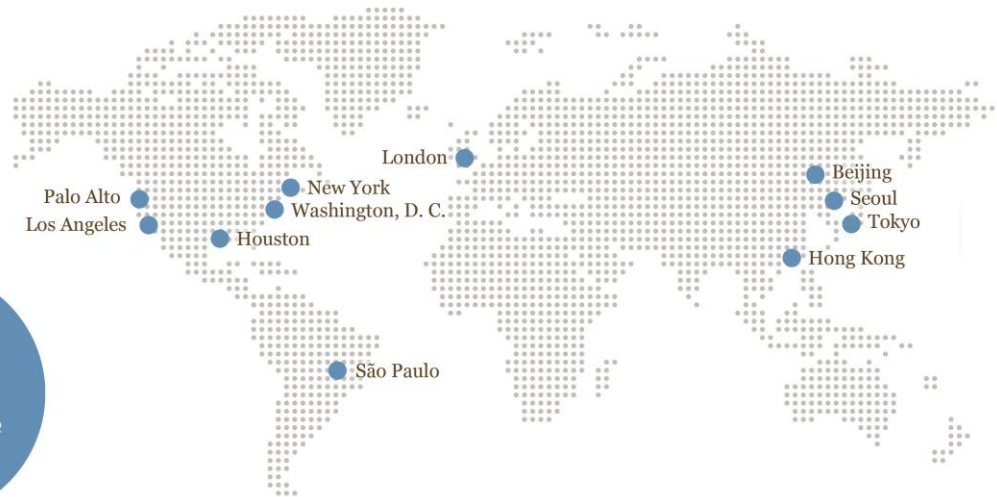 London
Beijing
New York
Palo Alto
Seoul
Washington, D. C.
Los Angeles
Tokyo
Houston
Hong Kong
São Paulo